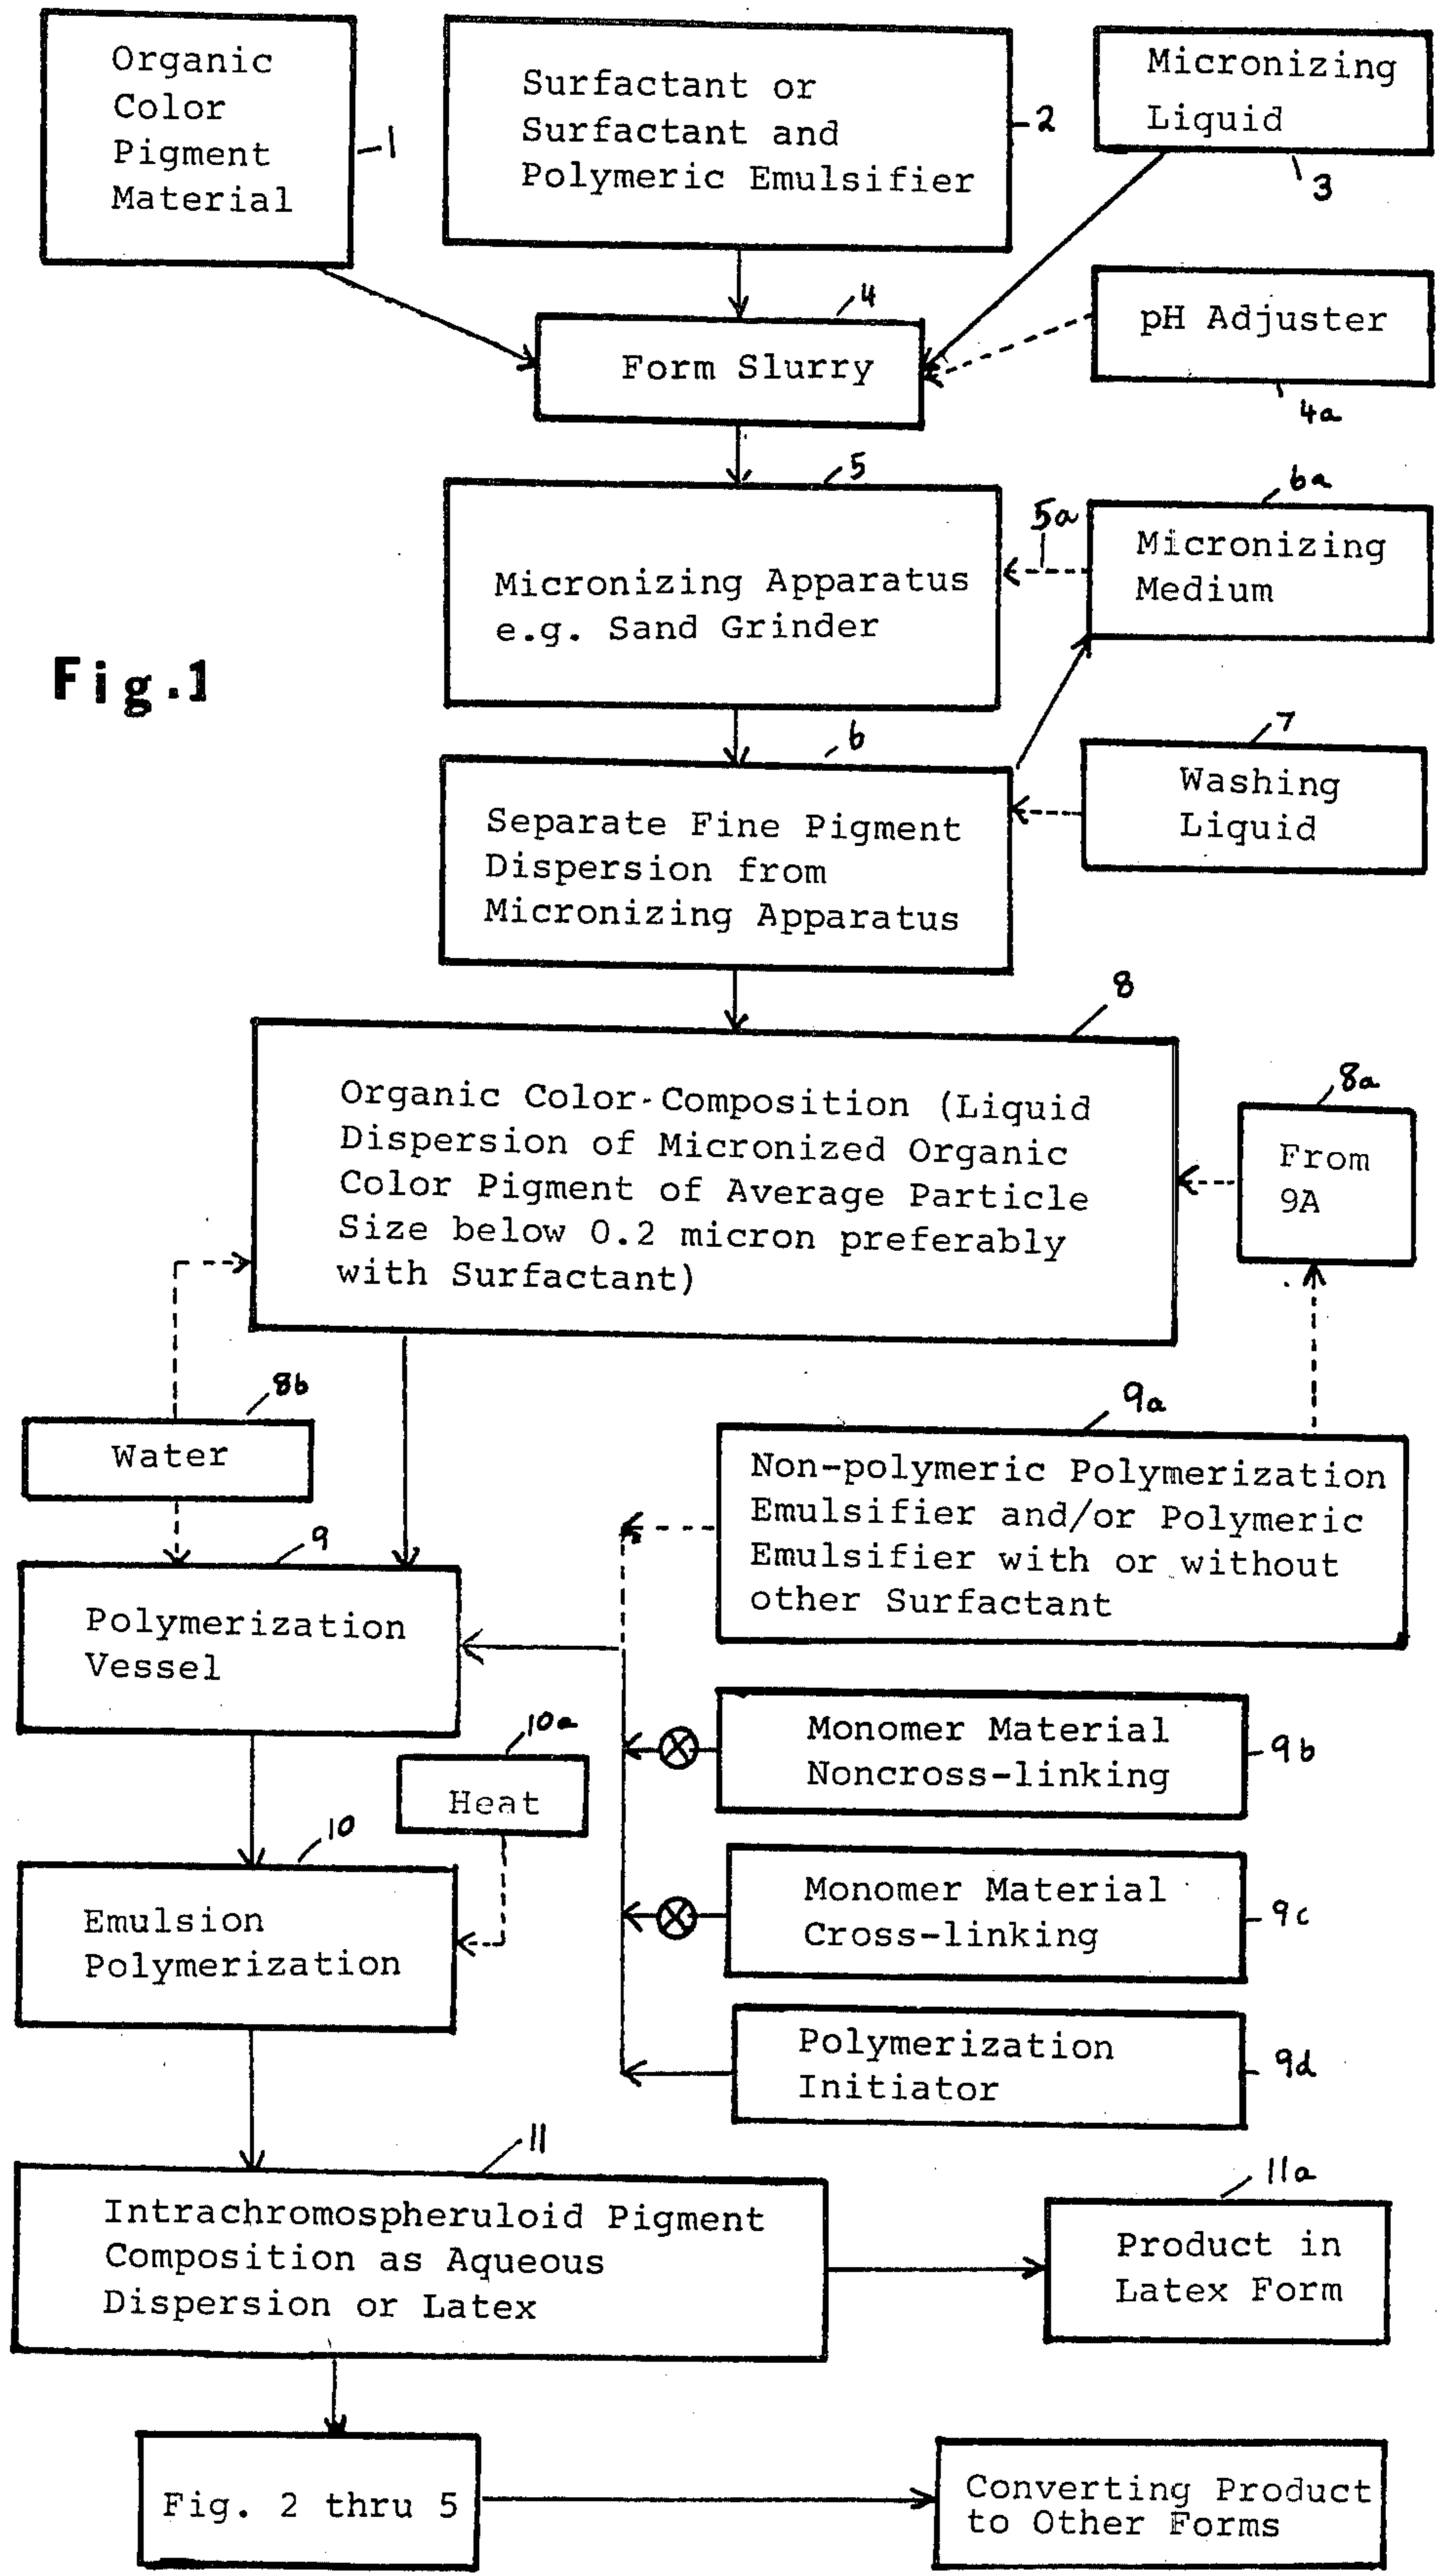 Organic
Color
Pigment
Material
1
Surfactant or
Surfactant and
Polymeric Emulsifier
2
Micronizing
Liquid
3
4
Form Slurry
pH Adjuster
4a
5
Micronizing Apparatus
e.g. Sand Grinder
5a
6a
Micronizing
Medium
Fig.1
6
Separate Fine Pigment
Dispersion from
Micronizing Apparatus
7
Washing
Liquid
8
Organic Color-Composition (Liquid
Dispersion of Micronized Organic
Color Pigment of Average Particle
Size below 0.2 micron preferably
with Surfactant)
8a
From
9A
8b
Water
9
Polymerization
Vessel
9a
Non-polymeric Polymerization
Emulsifier and/or Polymeric
Emulsifier with or without
other Surfactant
Monomer Material
Noncross-linking
9b
10a
Heat
10
Emulsion
Polymerization
Monomer Material
Cross-linking
9c
Polymerization
Initiator
9d
11
Intrachromospheruloid Pigment
Composition as Aqueous
Dispersion or Latex
11a
Product in
Latex Form
Fig. 2 thru 5
Converting Product
to Other Forms